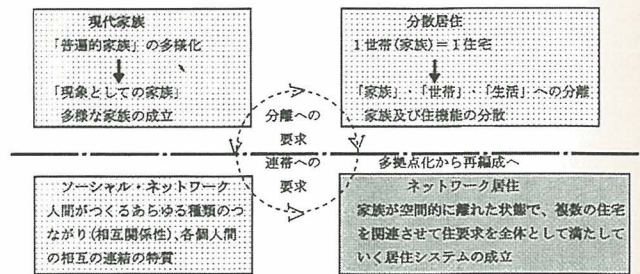 現代家族
「普遍的家族」の多様化
「現象としての家族」
多様な家族の成立
分散居住
1世帯(家族)＝1住宅
「家族」・「世帯」・「生活」への分離
家族及び住機能の分散
分離への
要求
連帯への
要求
多拠点化から再編成へ
ソーシャル・ネットワーク
人間がつくるあらゆる種類のつ
ながり(相互関係性)、各個人間
の相互の連結の特質
ネットワーク居住
家族が空間的に離れた状態で、複数の住宅
を関連させて住要求を全体として満たして
いく居住システムの成立